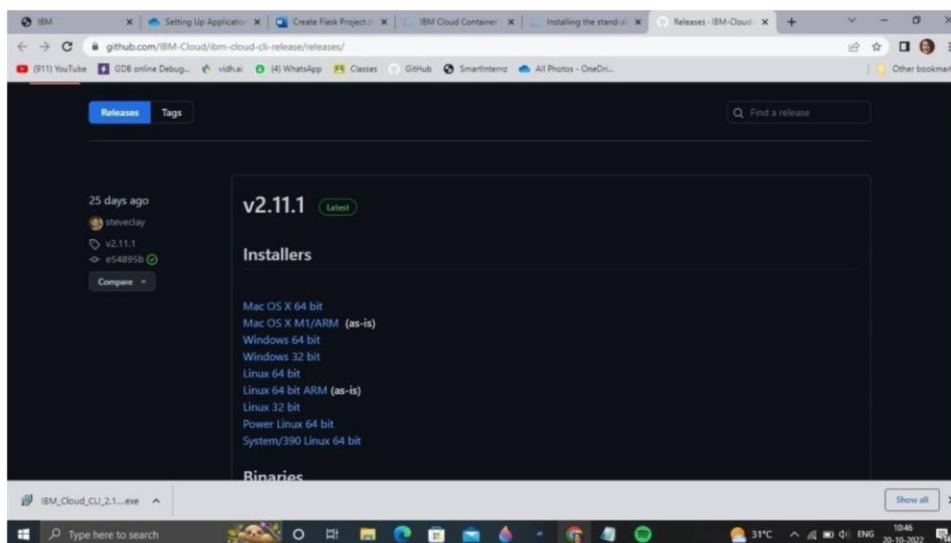 IBM
Setting Up Applicatio
Create Flask Project.d
IBM Cloud Container
Installing the stand-al
Releases · IBM-Cloud/
github.com/IBM-Cloud/ibm-cloud-cli-release/releases/
(911) YouTube
GDB online Debug...
vidh.ai
(4) WhatsApp
Classes
GitHub
Smartinternz
All Photos - OneDri...
Other bookmark
Releases
Tags
Find a release
25 days ago
steveclay
v2.11.1
e54895b
Compare
v2.11.1
Latest
Installers
Mac OS X 64 bit
Mac OS X M1/ARM (as-is)
Windows 64 bit
Windows 32 bit
Linux 64 bit
Linux 64 bit ARM (as-is)
Linux 32 bit
Power Linux 64 bit
System/390 Linux 64 bit
Binaries
IBM_Cloud_CLI_2.1....exe
Show all
Type here to search
31°C
ENG
10:46
20-10-2022